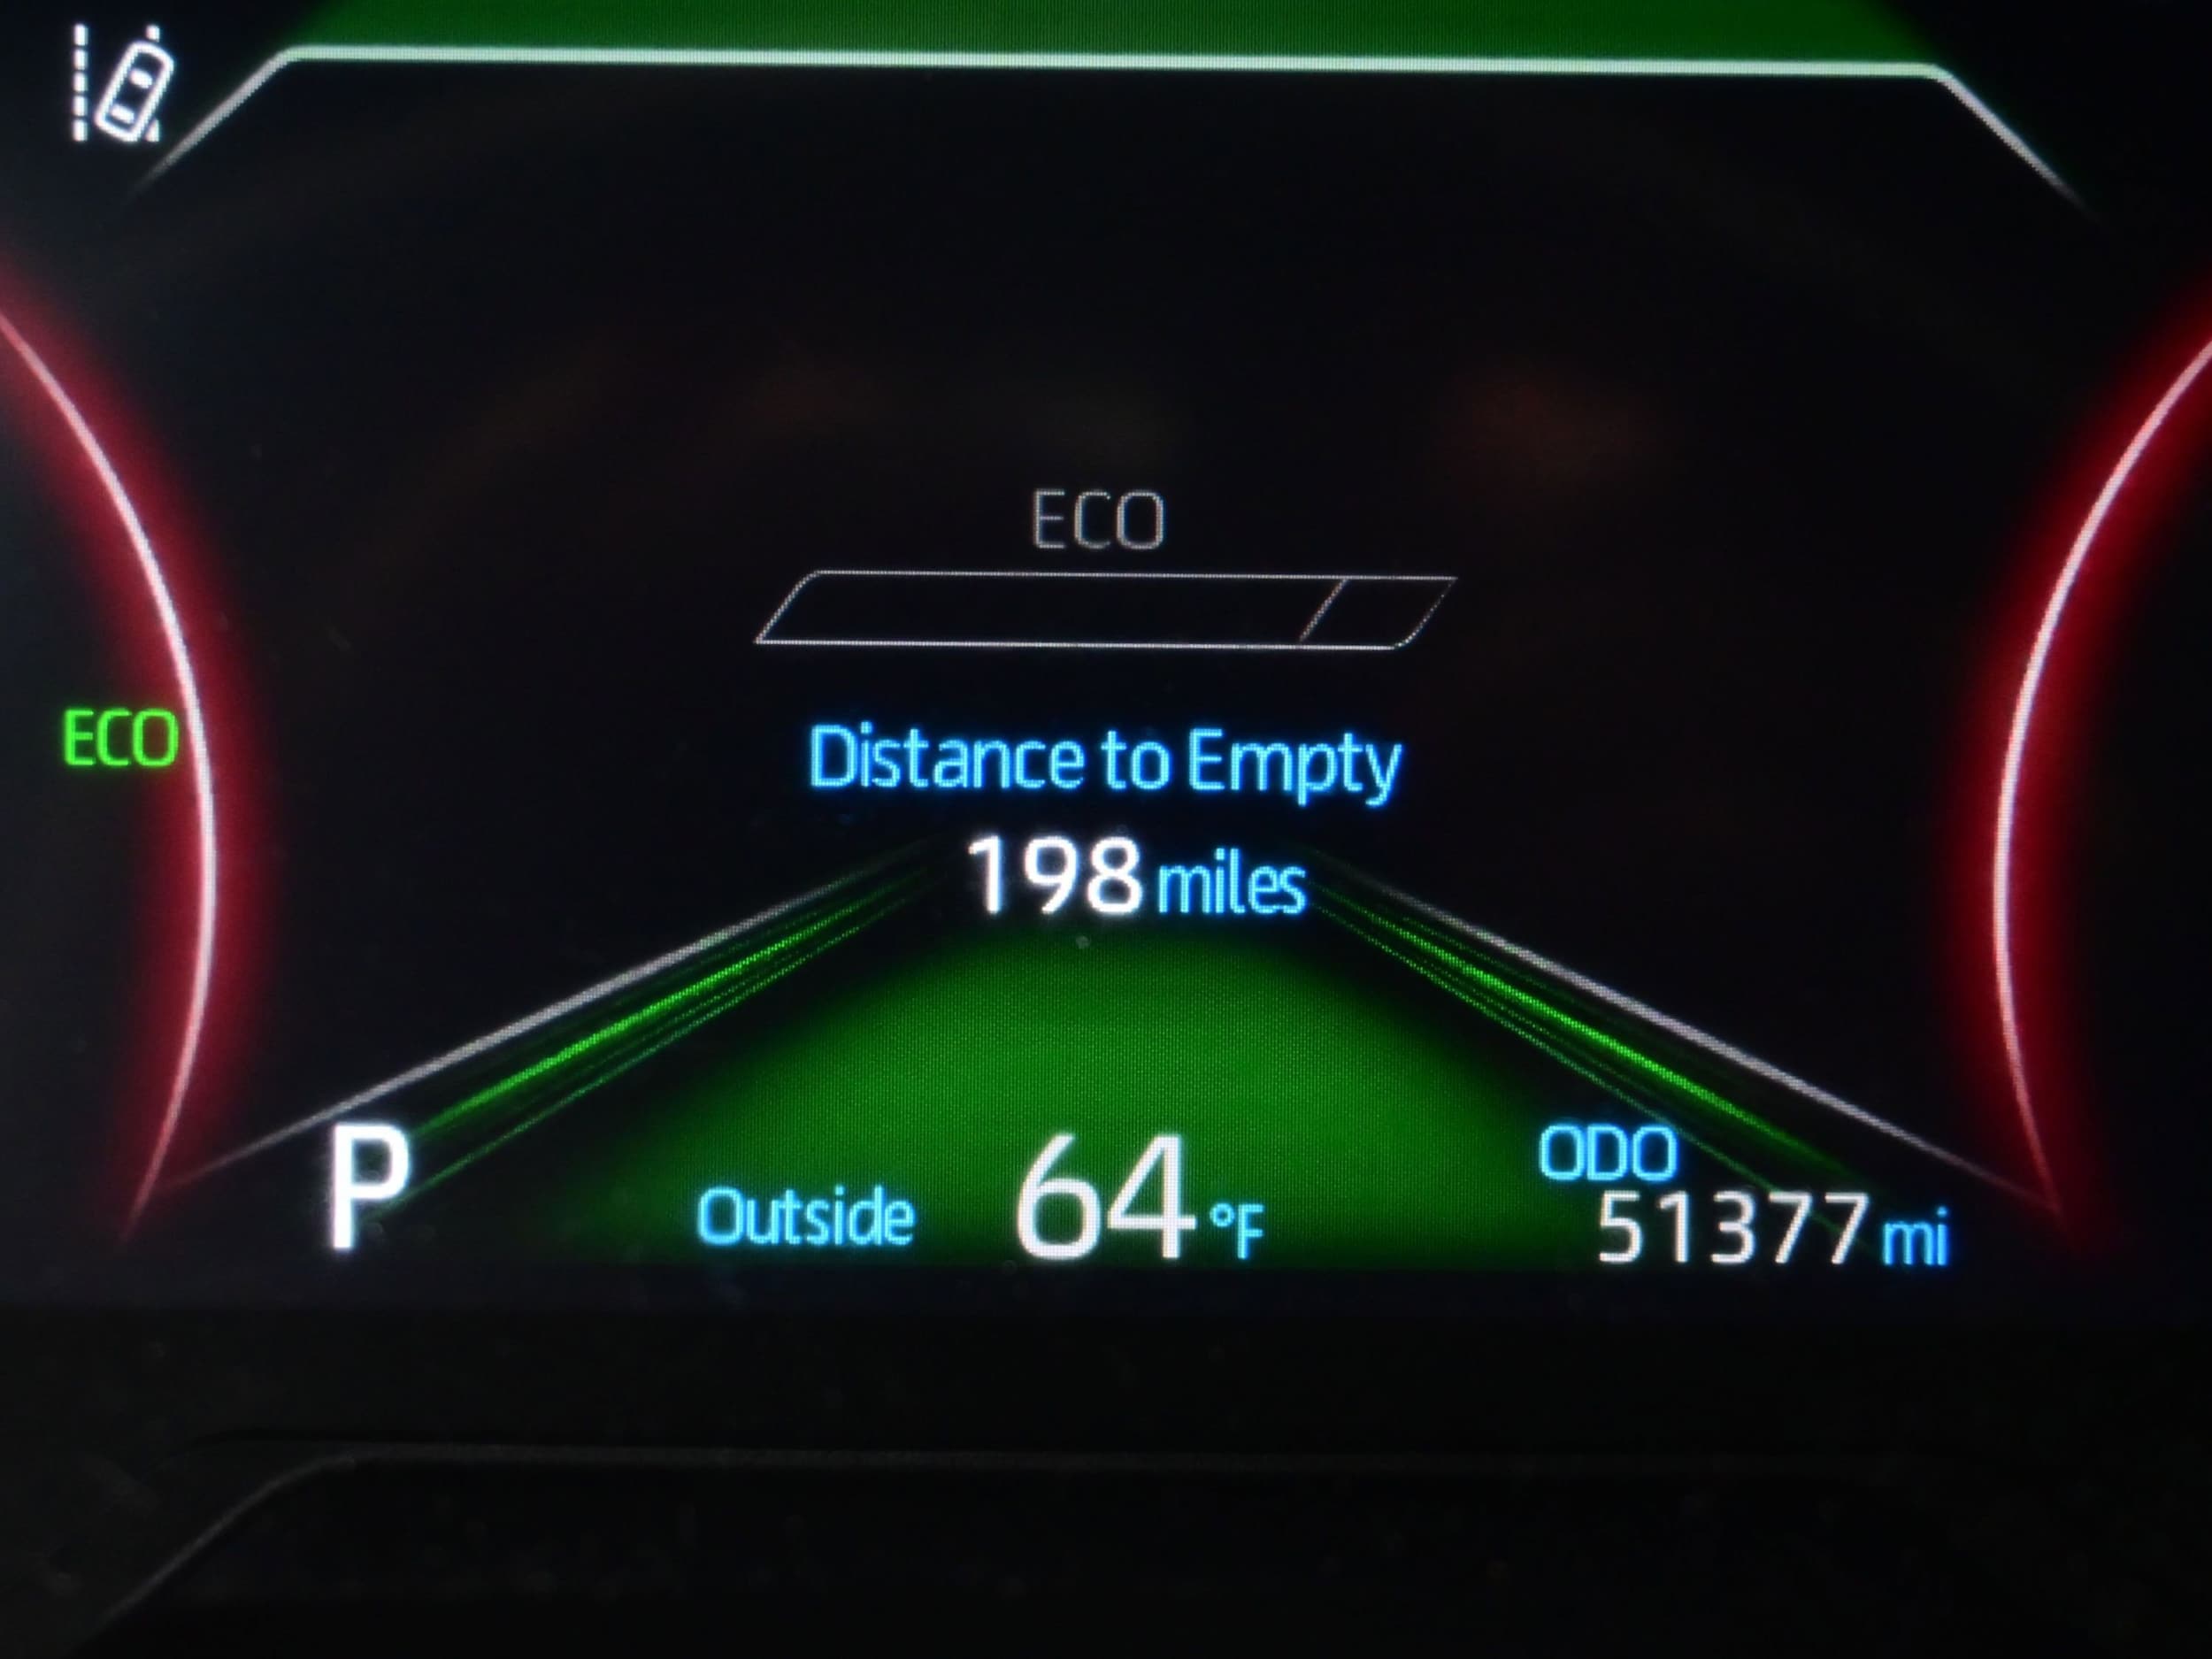 ECO
ECO
Distance to Empty
198 miles
P
Outside 64 °F
ODO
51377 mi